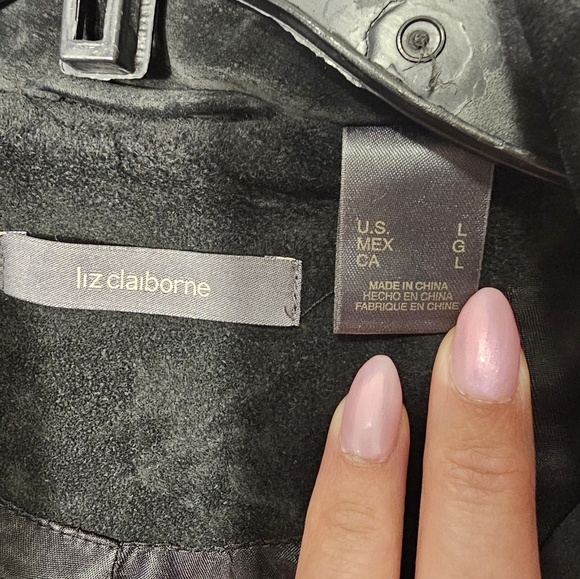 liz claiborne
U.S. L
MEX G
CA L
MADE IN CHINA
HECHO EN CHINA
FABRIQUE EN CHINE